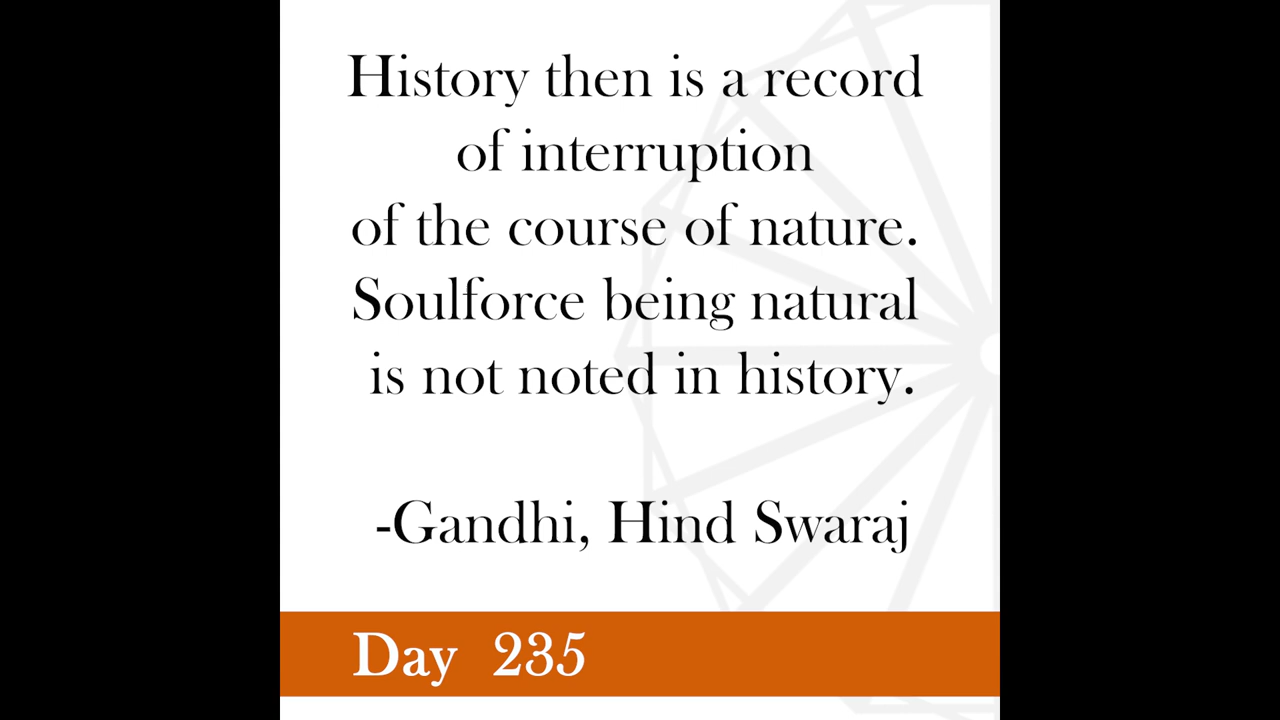 History then is a record
of interruption
of the course of nature.
Soulforce being natural
is not noted in history.
-Gandhi, Hind Swaraj
Day 235